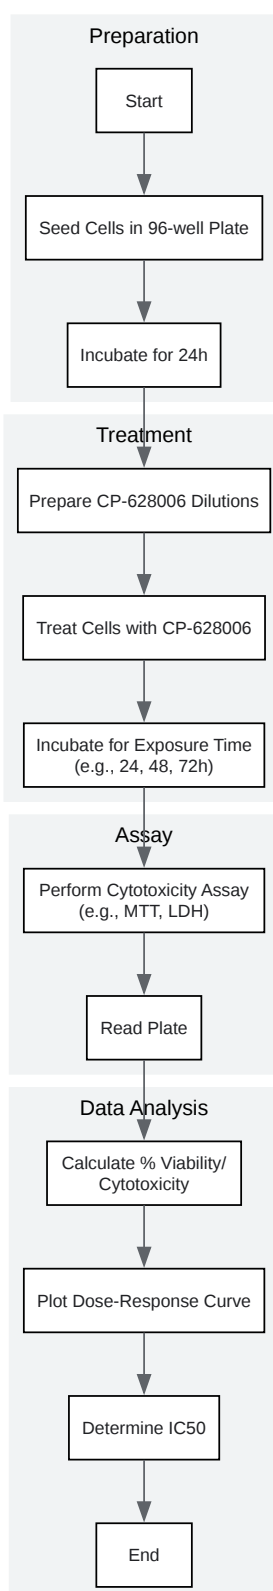 Preparation
Start
Seed Cells in 96-well Plate
Incubate for 24h
Treatment
Prepare CP-628006 Dilutions
Treat Cells with CP-628006
Incubate for Exposure Time
(e.g., 24, 48, 72h)
Assay
Perform Cytotoxicity Assay
(e.g., MTT, LDH)
Read Plate
Data Analysis
Calculate % Viability/
Cytotoxicity
Plot Dose-Response Curve
Determine IC50
End